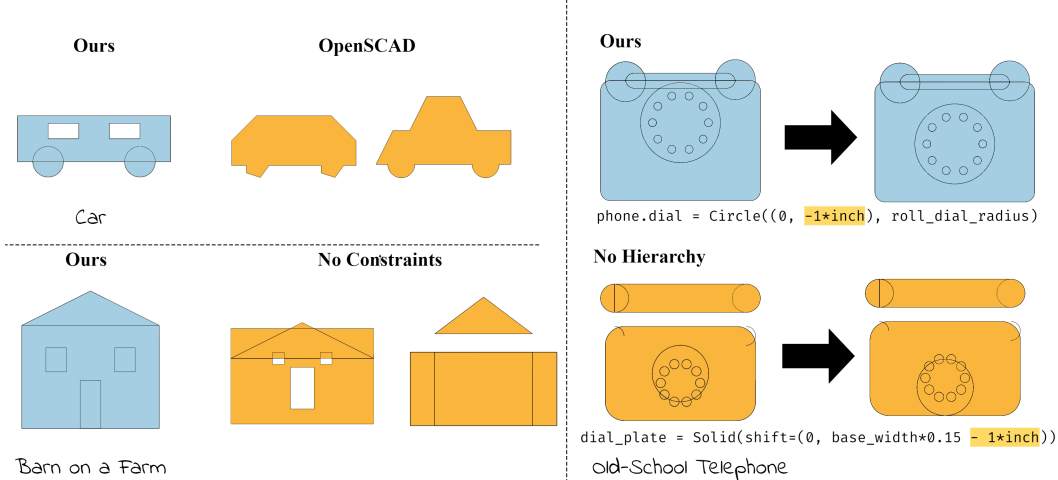 Ours
OpenSCAD
Car
Ours
No Constraints
Barn on a Farm
Ours
phone.dial = Circle((0, -1*inch), roll_dial_radius)
No Hierarchy
dial_plate = Solid(shift=(0, base_width*0.15 - 1*inch))
Old-School Telephone